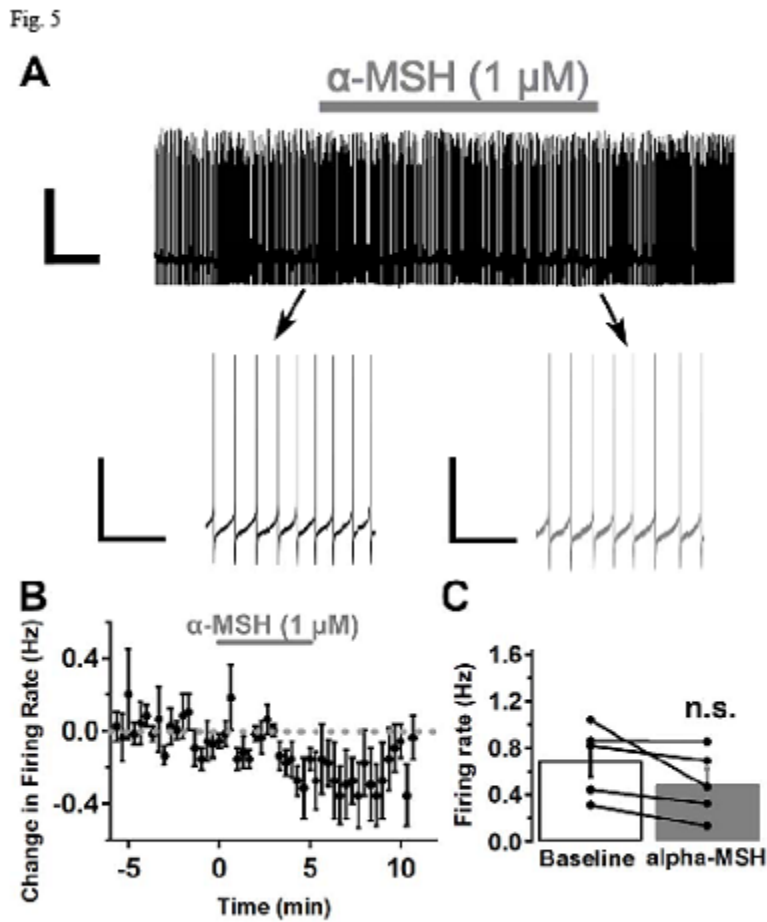 Fig. 5
A
α-MSH (1 μM)
B
C
α-MSH (1 μM)
Change in Firing Rate (Hz)
0.4
0.0
-0.4
-5
0
5
10
Time (min)
Firing rate (Hz)
1.6
1.2
0.8
0.4
0.0
n.s.
Baseline
alpha-MSH